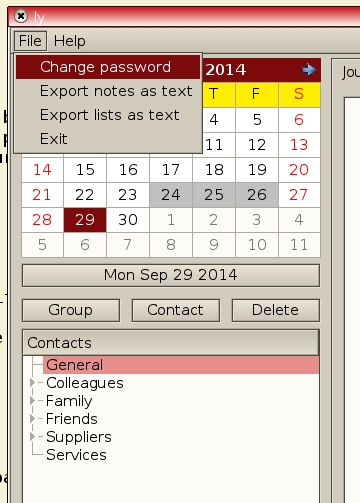 ly
File Help
Change password
Export notes as text
Export lists as text
Exit
2014
Jou
T F S
4 5 6
11 12 13
14 15 16 17 18 19 20
21 22 23 24 25 26 27
28 29 30 1 2 3 4
5 6 7 8 9 10 11
Mon Sep 29 2014
Group Contact Delete
Contacts
General
Colleagues
Family
Friends
Suppliers
Services